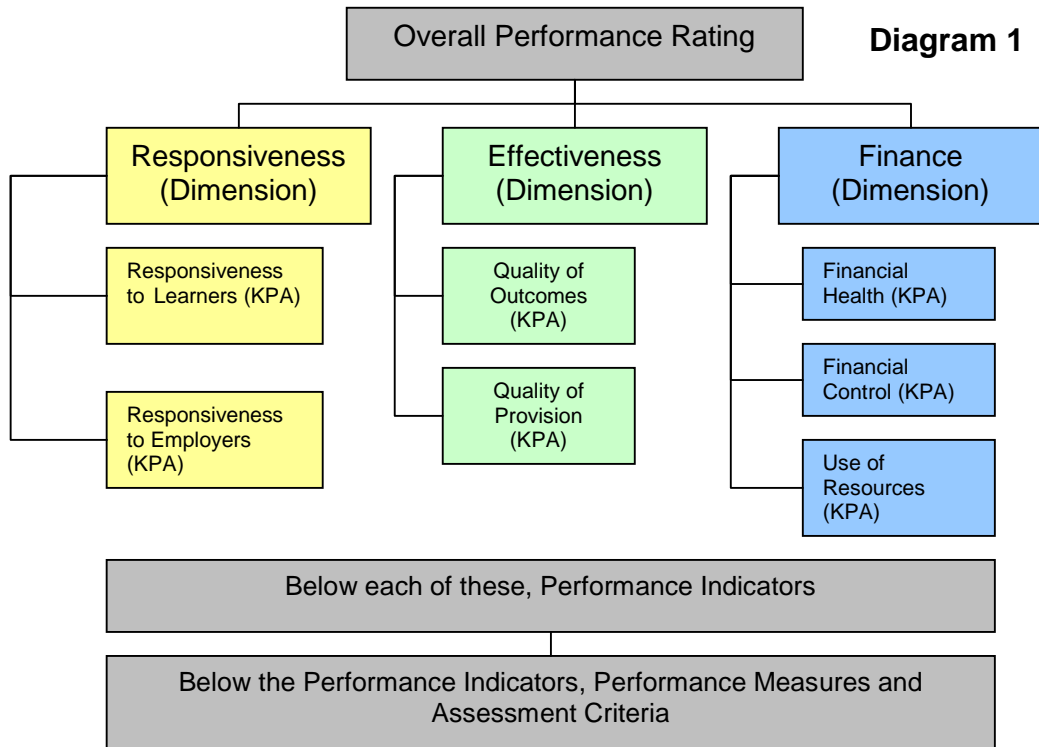 Overall Performance Rating
Diagram 1
Responsiveness
(Dimension)
Responsiveness
to Learners (KPA)
Responsiveness
to Employers
(KPA)
Effectiveness
(Dimension)
Quality of
Outcomes
(KPA)
Quality of
Provision
(KPA)
Finance
(Dimension)
Financial
Health (KPA)
Financial
Control (KPA)
Use of
Resources
(KPA)
Below each of these, Performance Indicators
Below the Performance Indicators, Performance Measures and
Assessment Criteria